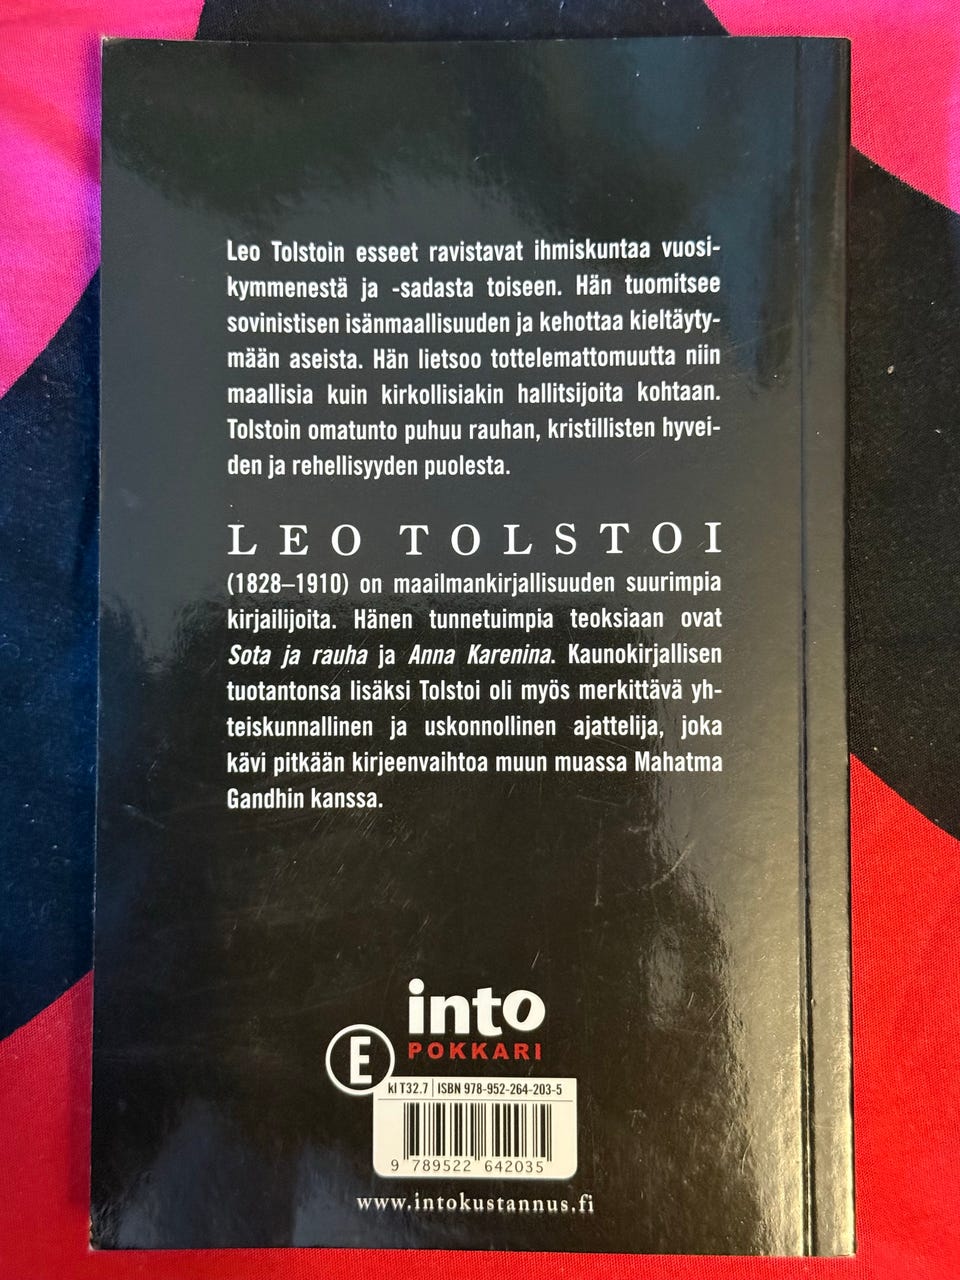 Leo Tolstoin esseet ravistavat ihmiskuntaa vuosi-
kymmenestä ja -sadasta toiseen. Hän tuomitsee
sovinistisen isänmaallisuuden ja kehottaa kieltäyty-
mään aseista. Hän lietsoo tottelemattomuutta niin
maallisia kuin kirkollisiakin hallitsijoita kohtaan.
Tolstoin omatunto puhuu rauhan, kristillisten hyvei-
den ja rehellisyyden puolesta.
LEO TOLSTOI
(1828–1910) on maailmankirjallisuuden suurimpia
kirjailijoita. Hänen tunnetuimpia teoksiaan ovat
Sota ja rauha ja Anna Karenina. Kaunokirjallisen
tuotantonsa lisäksi Tolstoi oli myös merkittävä yh-
teiskunnallinen ja uskonnollinen ajattelija, joka
kävi pitkään kirjeenvaihtoa muun muassa Mahatma
Gandhin kanssa.
into
POKKARI
E
kl T32.7 | ISBN 978-952-264-203-5
9 789522 642035
www.intokustannus.fi